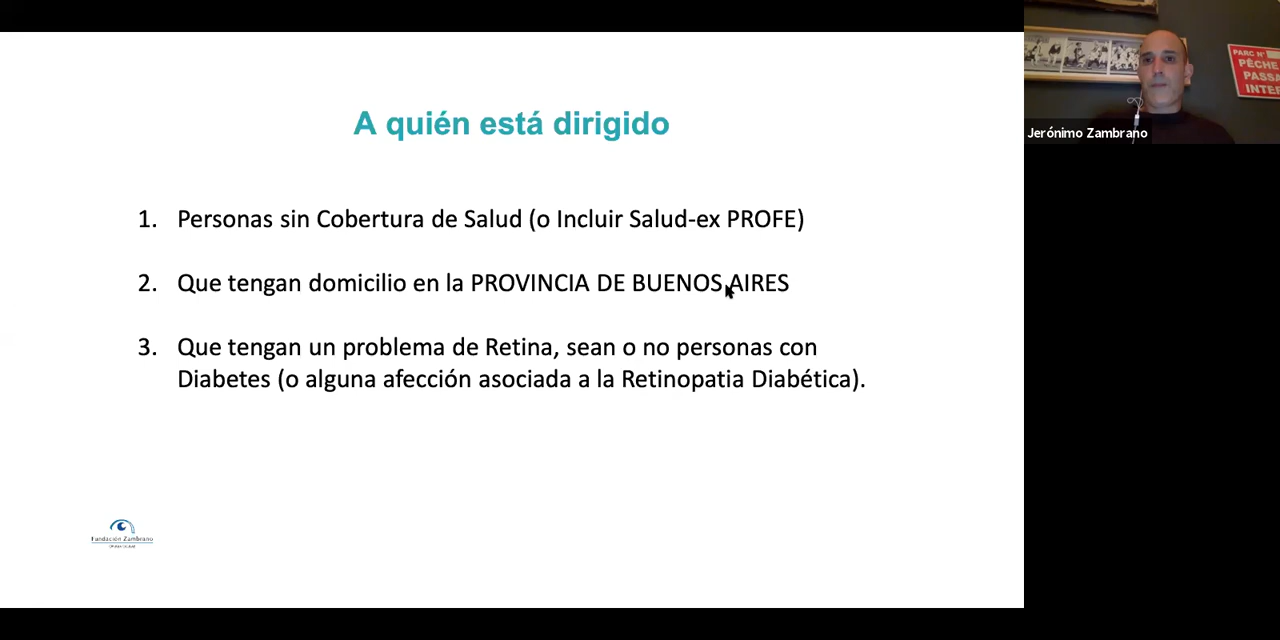 A quién está dirigido
1. Personas sin Cobertura de Salud (o Incluir Salud-ex PROFE)
2. Que tengan domicilio en la PROVINCIA DE BUENOS AIRES
3. Que tengan un problema de Retina, sean o no personas con
Diabetes (o alguna afección asociada a la Retinopatia Diabética).
Fundación Zambrano
PARC N°
PÊCHE
Jerónimo Zambrano